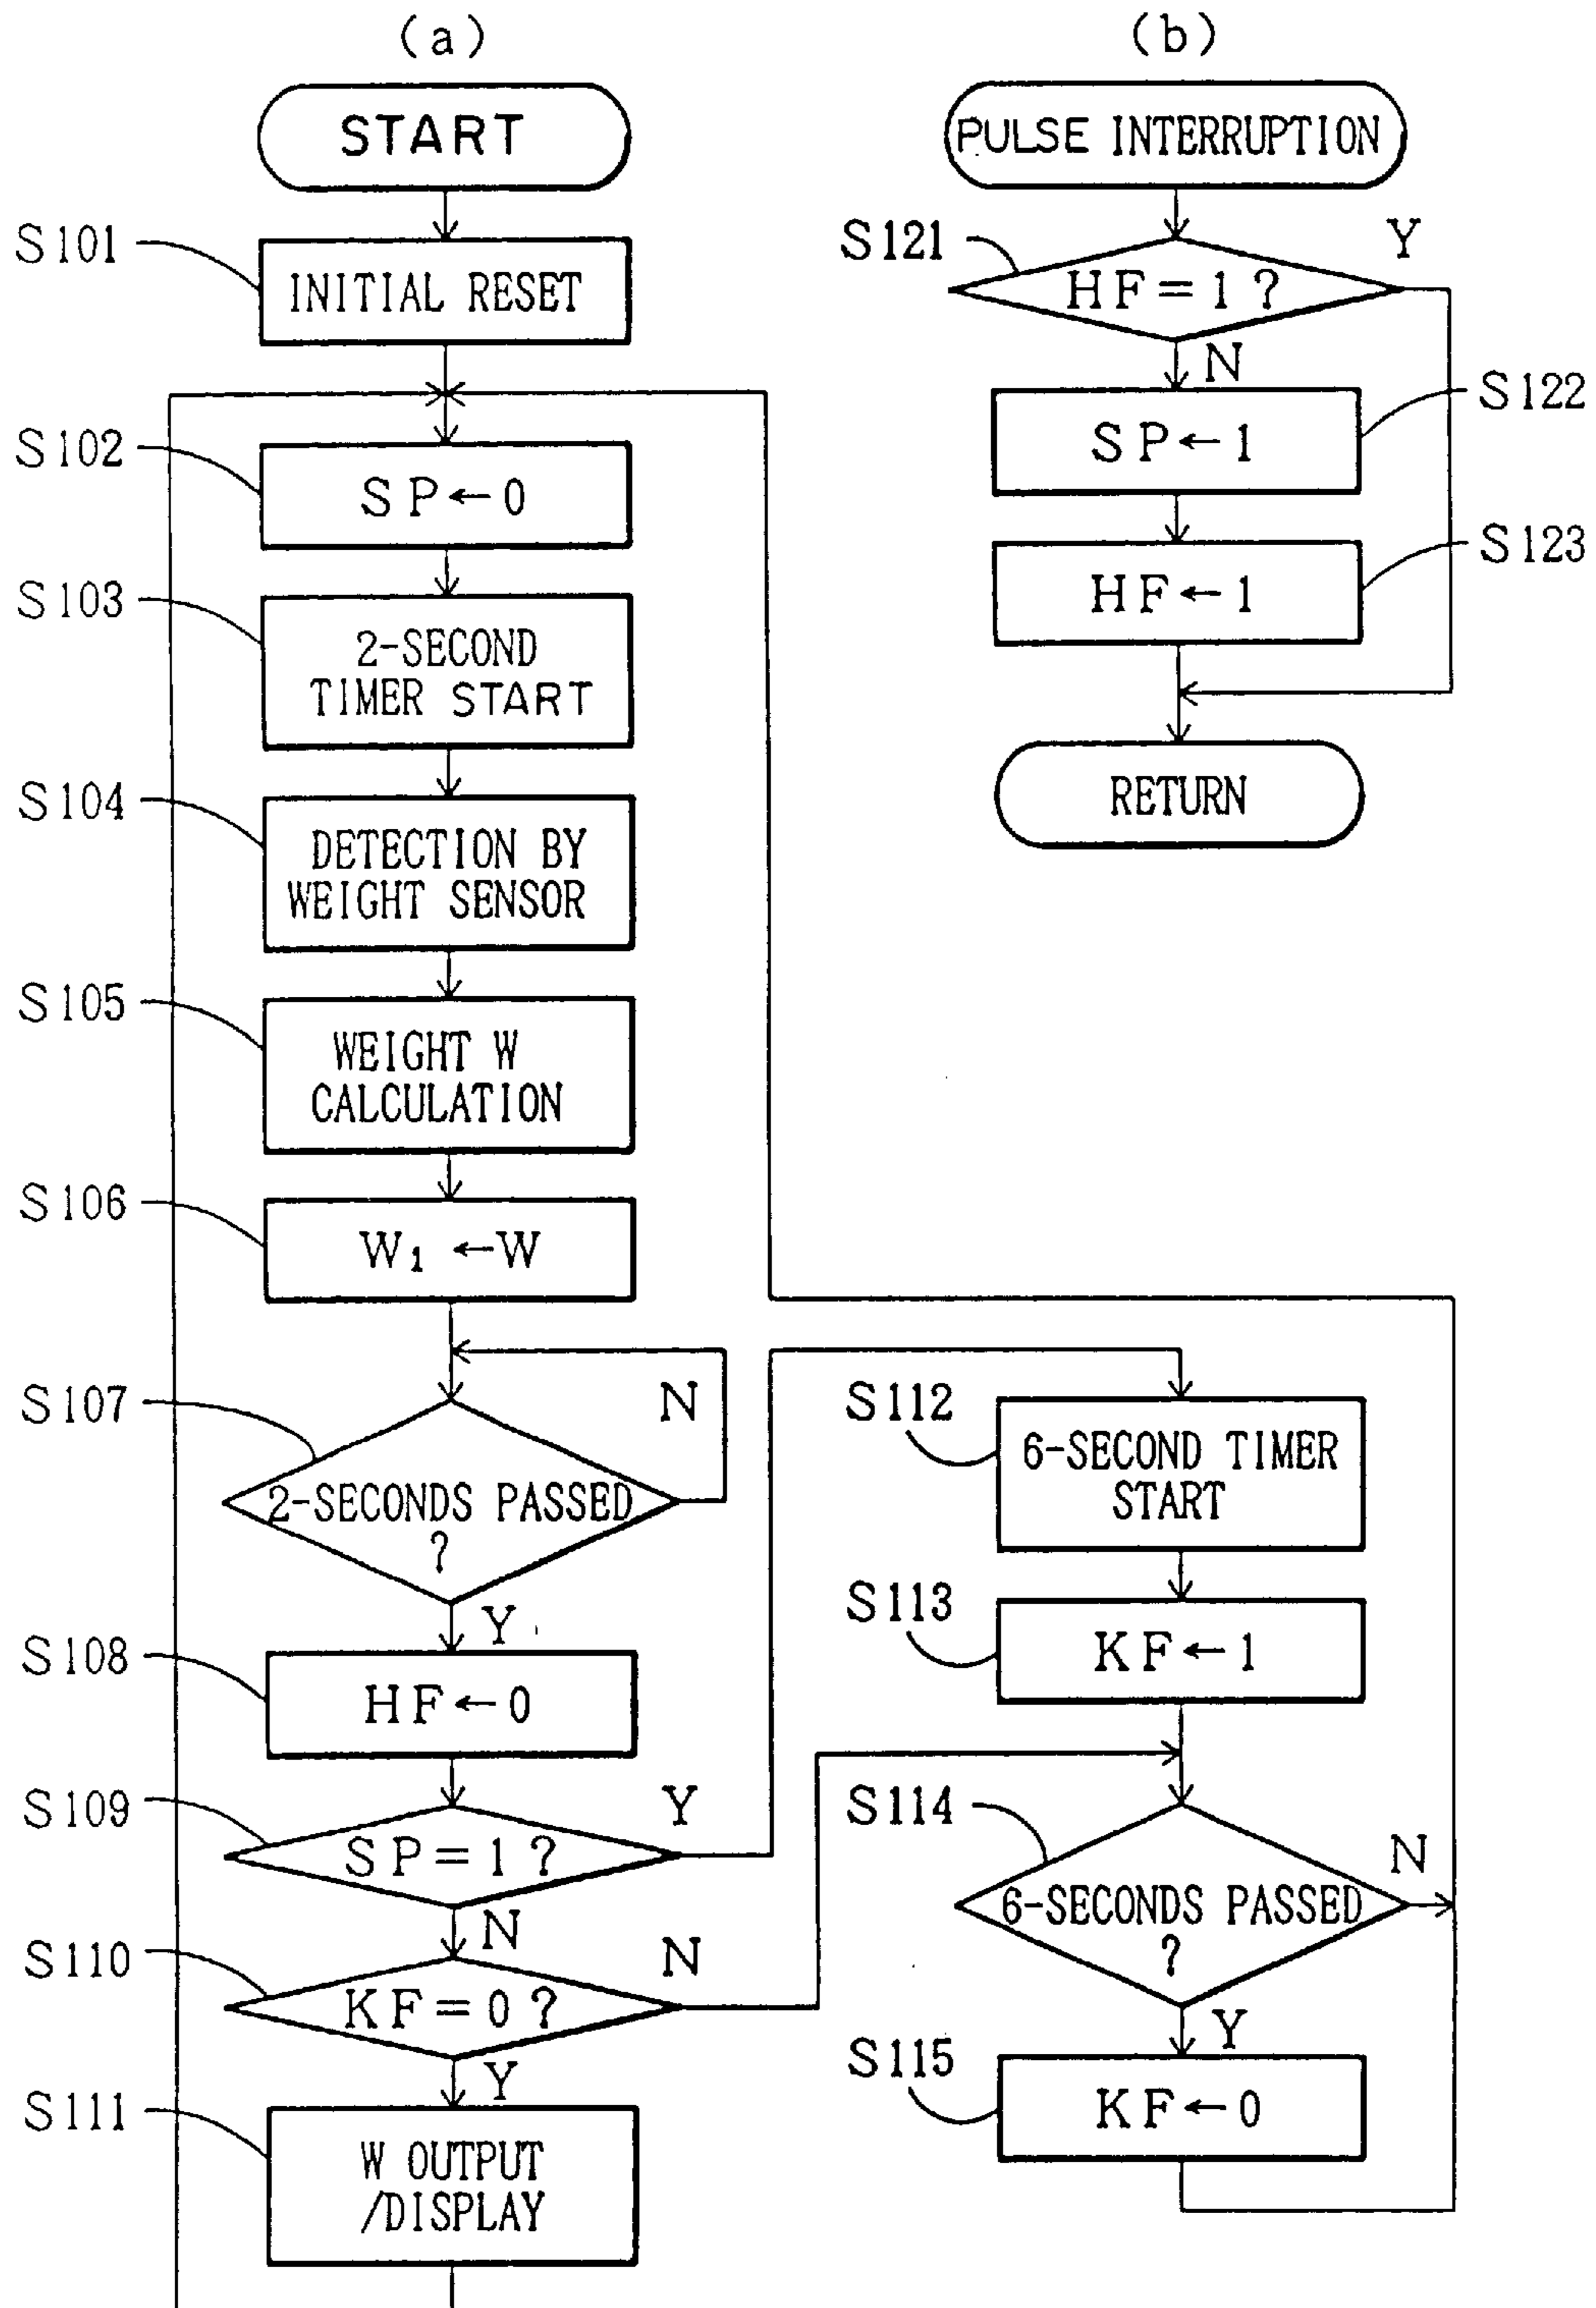 (a)
START
S101
INITIAL RESET
S102
SP←0
S103
2-SECOND
TIMER START
S104
DETECTION BY
WEIGHT SENSOR
S105
WEIGHT W
CALCULATION
S106
W₁ ←W
S107
N
2-SECONDS PASSED
?
Y
S108
HF←0
S109
Y
SP=1?
N
S110
N
KF=0?
Y
S111
W OUTPUT
/DISPLAY
S112
6-SECOND TIMER
START
S113
KF←1
S114
N
6-SECONDS PASSED
?
Y
S115
KF←0
(b)
PULSE INTERRUPTION
S121
Y
HF=1?
N
S122
SP←1
S123
HF←1
RETURN